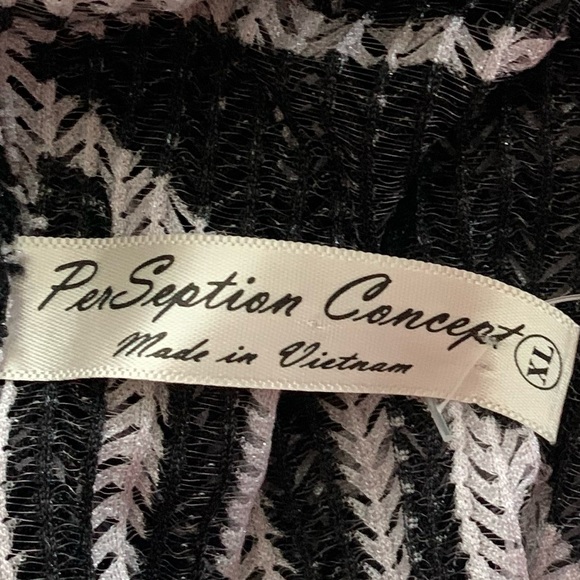 PerSeption Concept
Made in Vietnam
XL